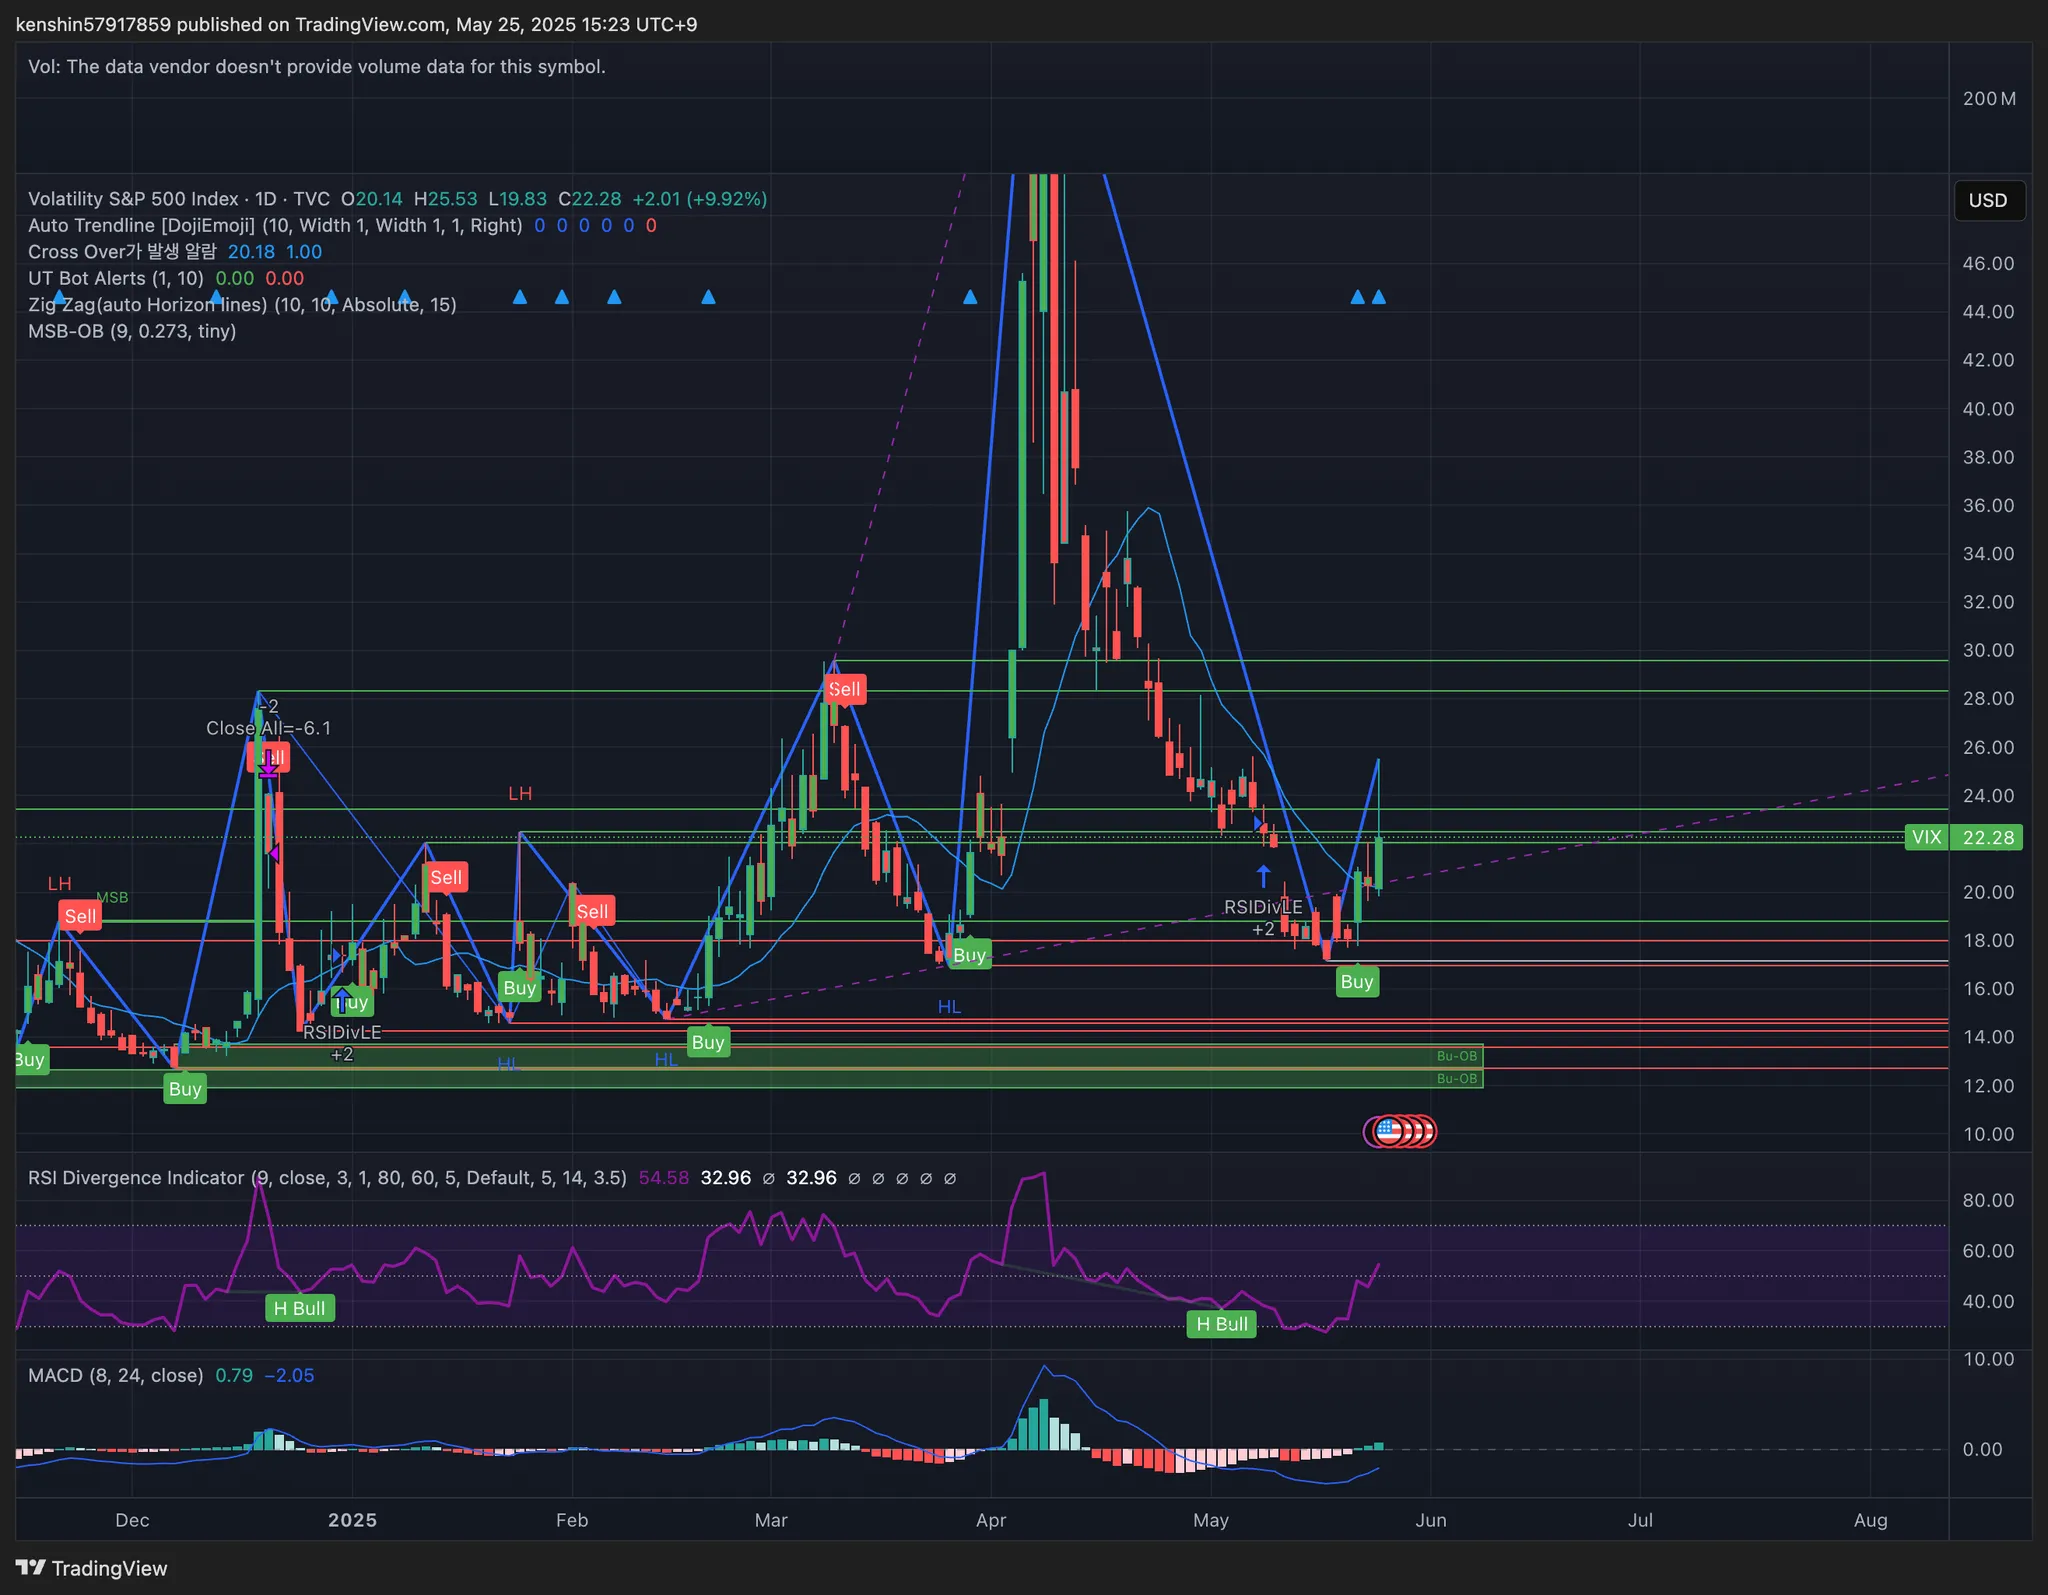 kenshin57917859 published on TradingView.com, May 25, 2025 15:23 UTC+9
Vol: The data vendor doesn't provide volume data for this symbol.
200 M
Volatility S&P 500 Index · 1D · TVC O20.14 H25.53 L19.83 C22.28 +2.01 (+9.92%)
USD
Auto Trendline [DojiEmoji] (10, Width 1, Width 1, 1, Right) 0 0 0 0 0 0
Cross Over가 발생 알람 20.18 1.00
UT Bot Alerts (1, 10) 0.00 0.00
Zig Zag(auto Horizon lines) (10, 10, Absolute, 15)
MSB-OB (9, 0.273, tiny)
46.00
44.00
42.00
40.00
38.00
36.00
34.00
32.00
30.00
28.00
26.00
24.00
VIX 22.28
20.00
18.00
16.00
14.00
12.00
10.00
-2
Close All=-6.1
Sell
Sell
LH
LH
MSB
Sell
Sell
Sell
RSIDivLE
+2
Buy
Buy
Buy
Buy
HL
Buy
RSIDivLE
+2
Buy
Buy
Buy
HL
HL
Bu-OB
Bu-OB
RSI Divergence Indicator (9, close, 3, 1, 80, 60, 5, Default, 5, 14, 3.5) 54.58 32.96 ∅ 32.96 ∅ ∅ ∅ ∅ ∅
80.00
60.00
40.00
H Bull
H Bull
MACD (8, 24, close) 0.79 −2.05
10.00
0.00
Dec 2025 Feb Mar Apr May Jun Jul Aug
TradingView